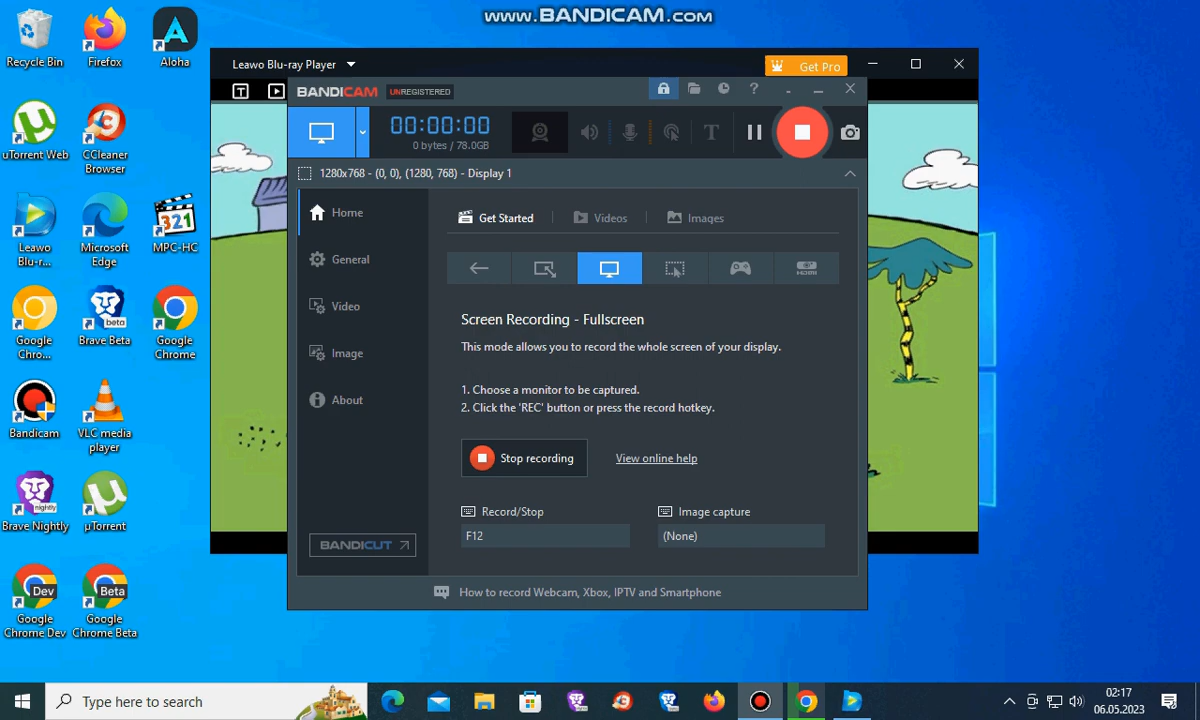 www.BANDICAM.com
Recycle Bin
Firefox
Aloha
uTorrent Web
CCleaner
Browser
Leawo
Blu-r...
Microsoft
Edge
MPC-HC
321
Google
Chro...
Brave Beta
beta
Google
Chrome
Bandicam
VLC media
player
Brave Nightly
nightly
µTorrent
Google
Chrome Dev
Dev
Google
Chrome Beta
Beta
Leawo Blu-ray Player
Get Pro
T
BANDICAM
UNREGISTERED
?
00:00:00
0 bytes / 78.0GB
T
1280x768 - (0, 0), (1280, 768) - Display 1
Home
General
Video
Image
About
BANDICUT
Get Started
Videos
Images
HDMI
Screen Recording - Fullscreen
This mode allows you to record the whole screen of your display.
1. Choose a monitor to be captured.
2. Click the 'REC' button or press the record hotkey.
Stop recording
View online help
Record/Stop
Image capture
F12
(None)
How to record Webcam, Xbox, IPTV and Smartphone
Type here to search
02:17
06.05.2023